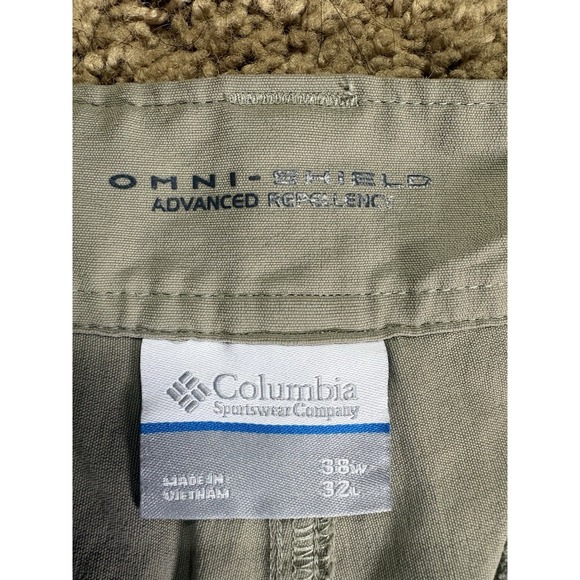 OMNI-SHIELD
ADVANCED REPELLENCY
Columbia
Sportswear Company
MADE IN
VIETNAM
38W
32L